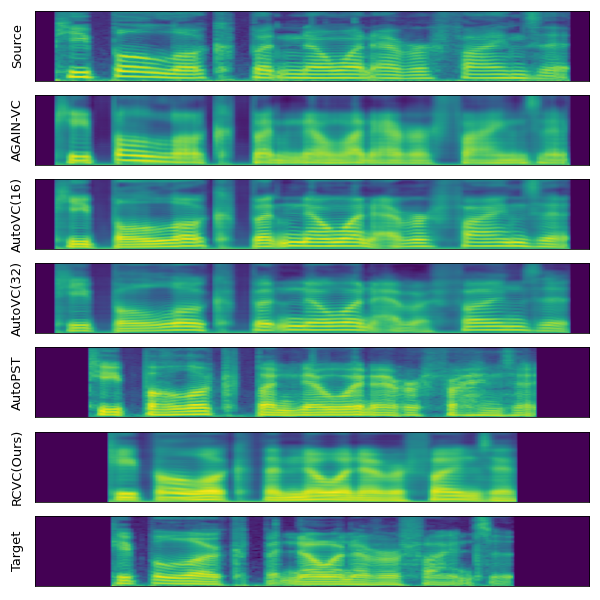 Source
AGAIN-VC
AutoVC(16)
AutoVC(32)
AutoPST
RCVC(Ours)
Target